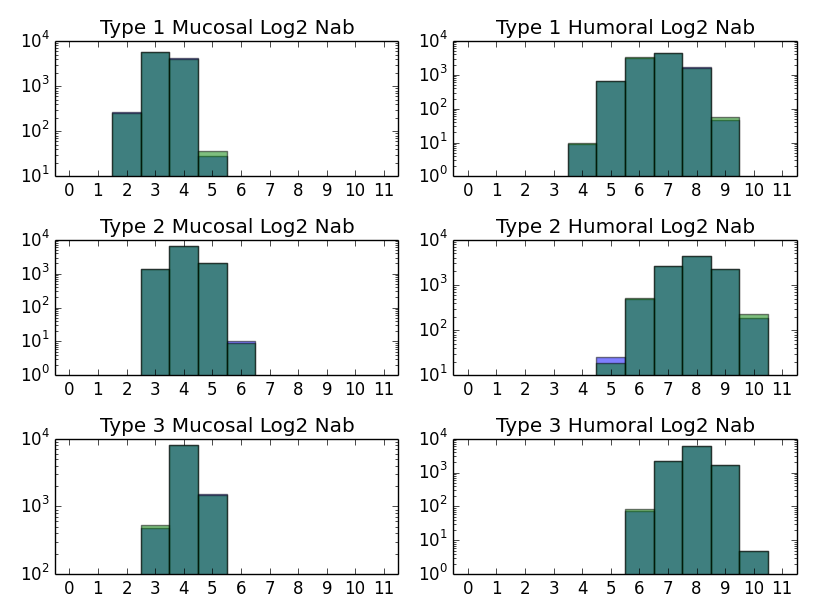 Type 1 Mucosal Log2 Nab
10^4
10^3
10^2
10^1
0 1 2 3 4 5 6 7 8 9 10 11
Type 1 Humoral Log2 Nab
10^4
10^3
10^2
10^1
10^0
0 1 2 3 4 5 6 7 8 9 10 11
Type 2 Mucosal Log2 Nab
10^4
10^3
10^2
10^1
10^0
0 1 2 3 4 5 6 7 8 9 10 11
Type 2 Humoral Log2 Nab
10^4
10^3
10^2
10^1
0 1 2 3 4 5 6 7 8 9 10 11
Type 3 Mucosal Log2 Nab
10^4
10^3
10^2
0 1 2 3 4 5 6 7 8 9 10 11
Type 3 Humoral Log2 Nab
10^4
10^3
10^2
10^1
10^0
0 1 2 3 4 5 6 7 8 9 10 11